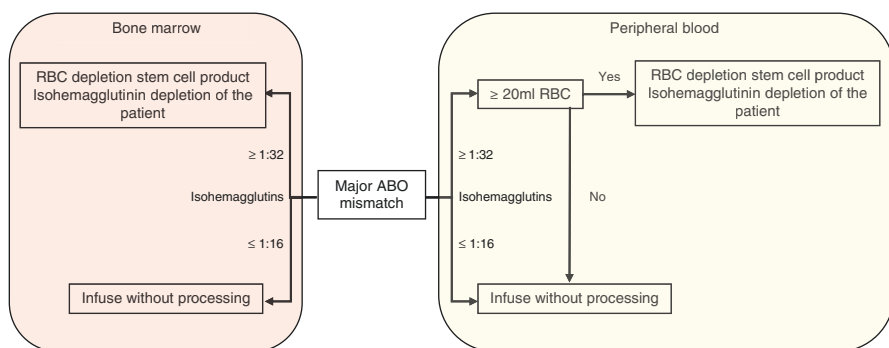 Bone marrow
RBC depletion stem cell product
Isohemagglutinin depletion of the
patient
≥ 1:32
Isohemagglutins
≤ 1:16
Infuse without processing
Major ABO
mismatch
Peripheral blood
≥ 20ml RBC
Yes
RBC depletion stem cell product
Isohemagglutinin depletion of the
patient
≥ 1:32
Isohemagglutins
No
≤ 1:16
Infuse without processing